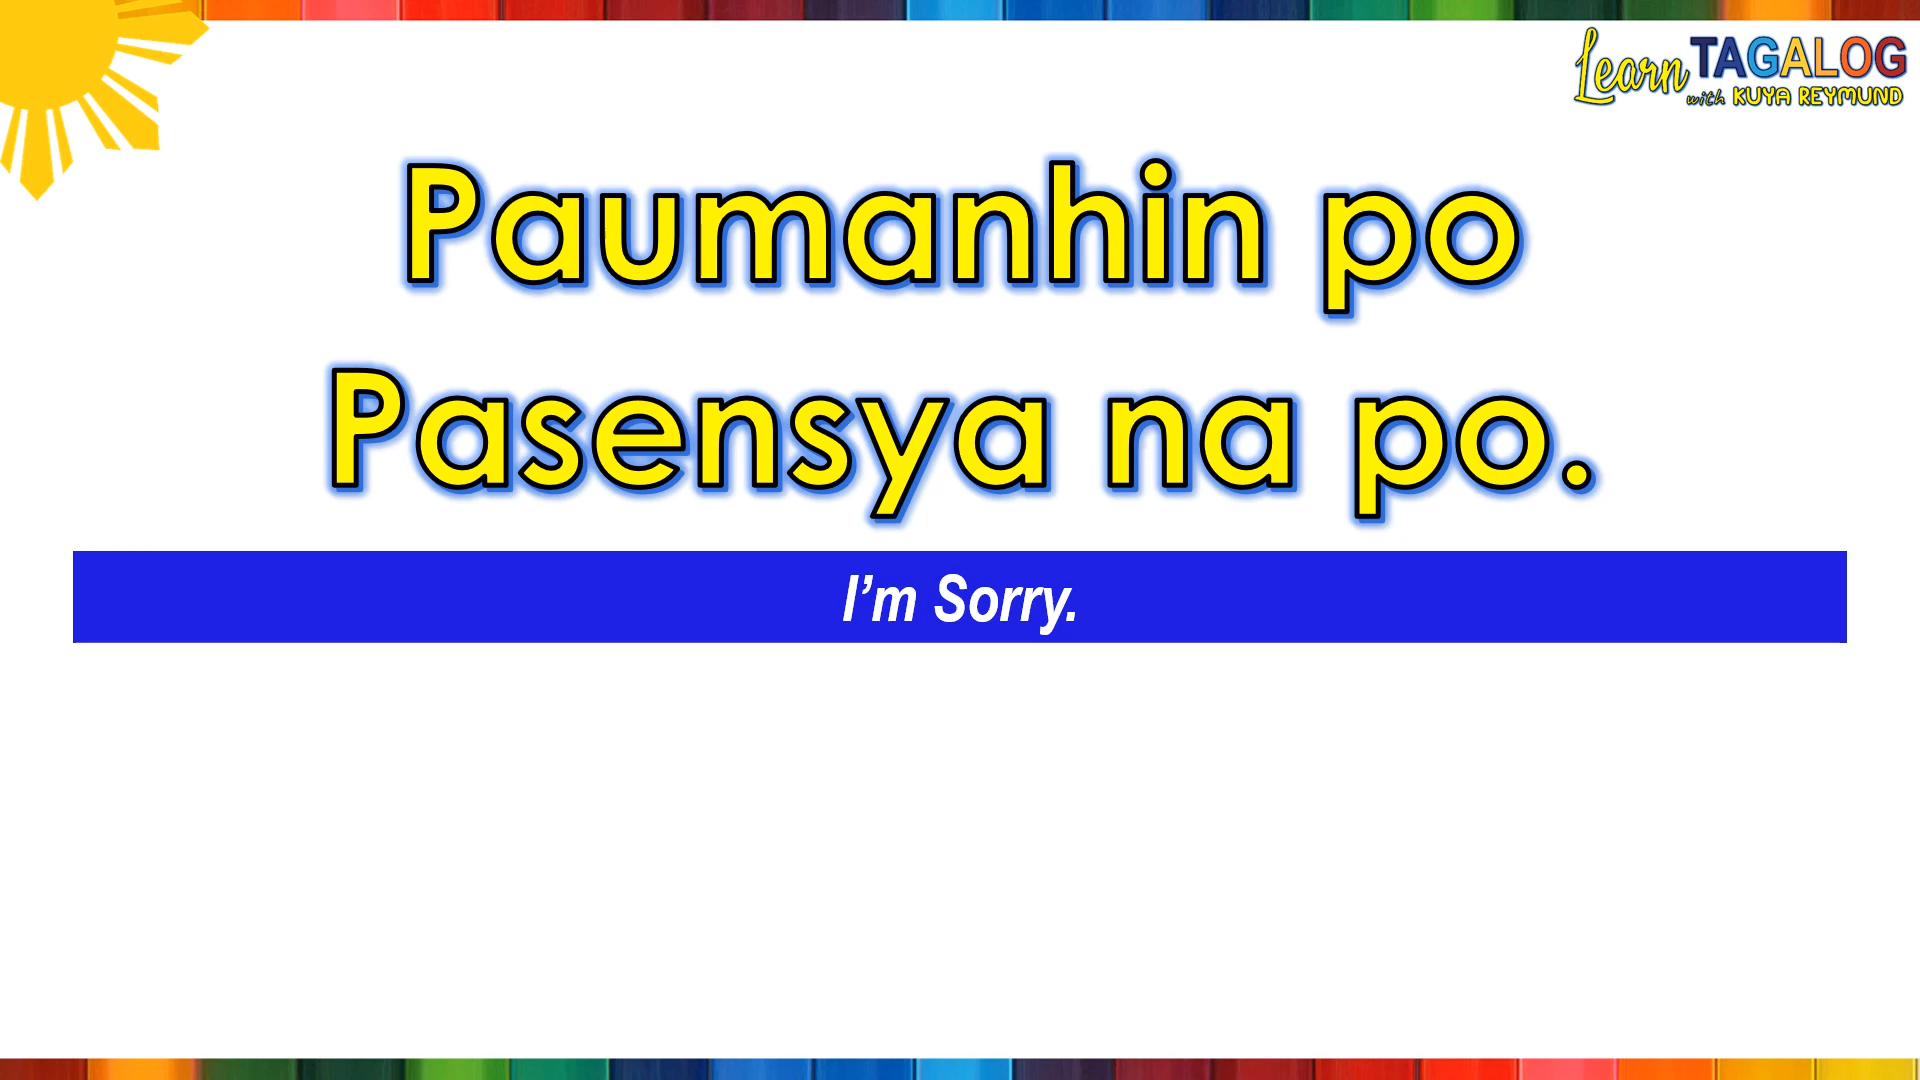 Learn TAGALOG
with KUYA REYMUND
Paumanhin po
Pasensya na po.
I’m Sorry.